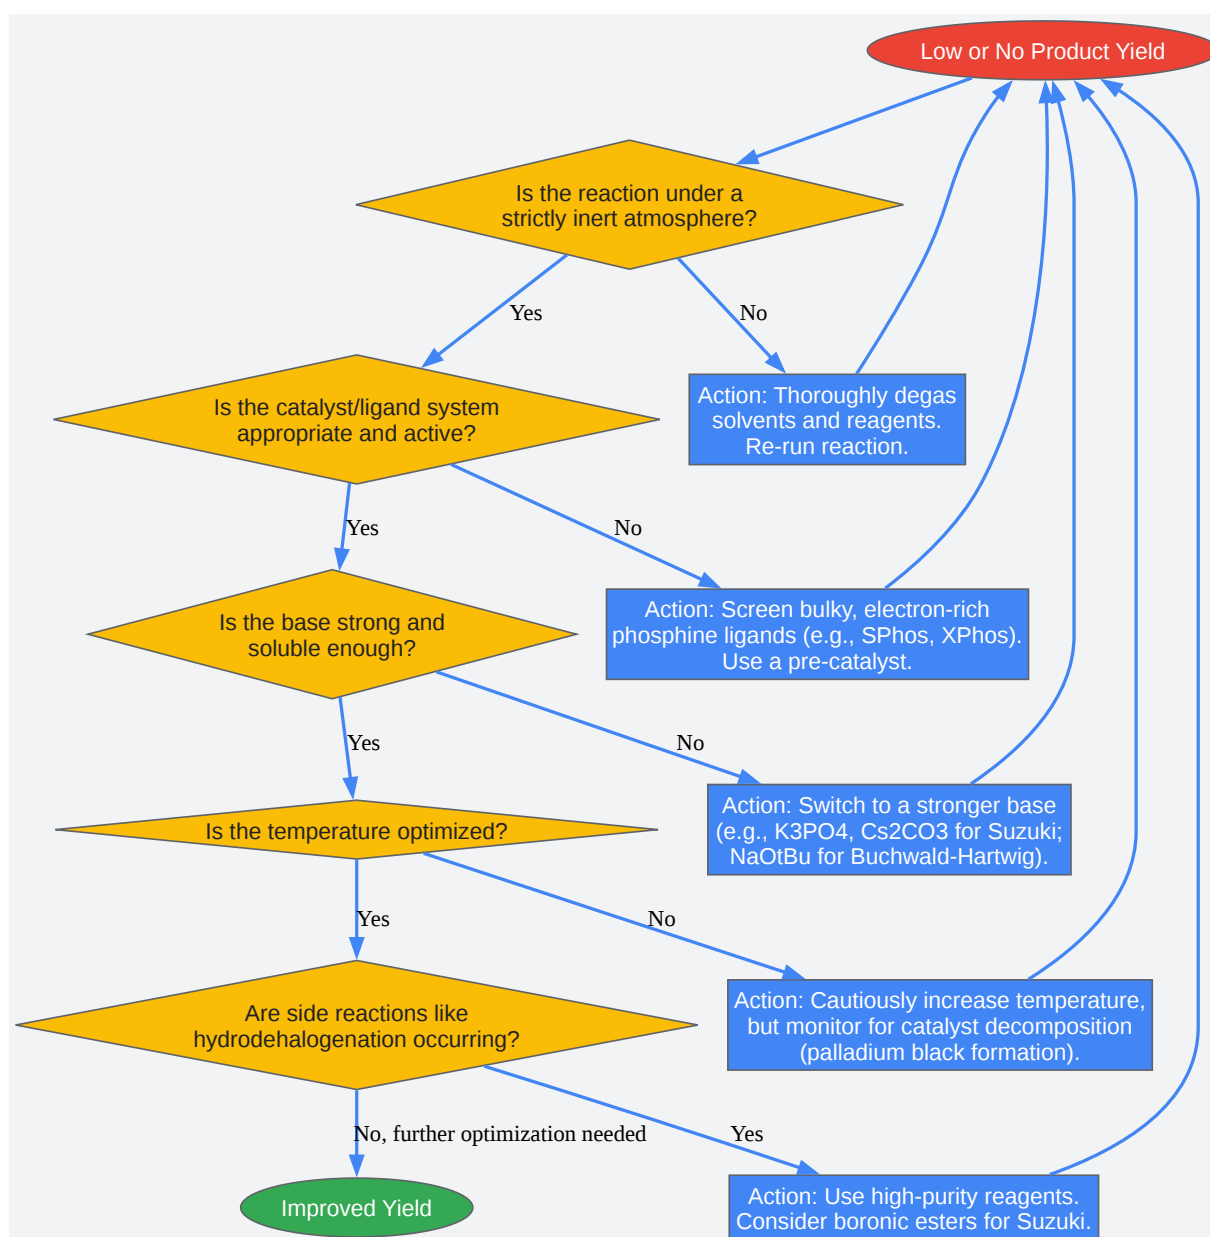 Low or No Product Yield
Is the reaction under a
strictly inert atmosphere?
Yes
No
Is the catalyst/ligand system
appropriate and active?
Action: Thoroughly degas
solvents and reagents.
Re-run reaction.
Yes
No
Is the base strong and
soluble enough?
Action: Screen bulky, electron-rich
phosphine ligands (e.g., SPhos, XPhos).
Use a pre-catalyst.
Yes
No
Is the temperature optimized?
Action: Switch to a stronger base
(e.g., K3PO4, Cs2CO3 for Suzuki;
NaOtBu for Buchwald-Hartwig).
Yes
No
Are side reactions like
hydrodehalogenation occurring?
Action: Cautiously increase temperature,
but monitor for catalyst decomposition
(palladium black formation).
No, further optimization needed
Yes
Improved Yield
Action: Use high-purity reagents.
Consider boronic esters for Suzuki.